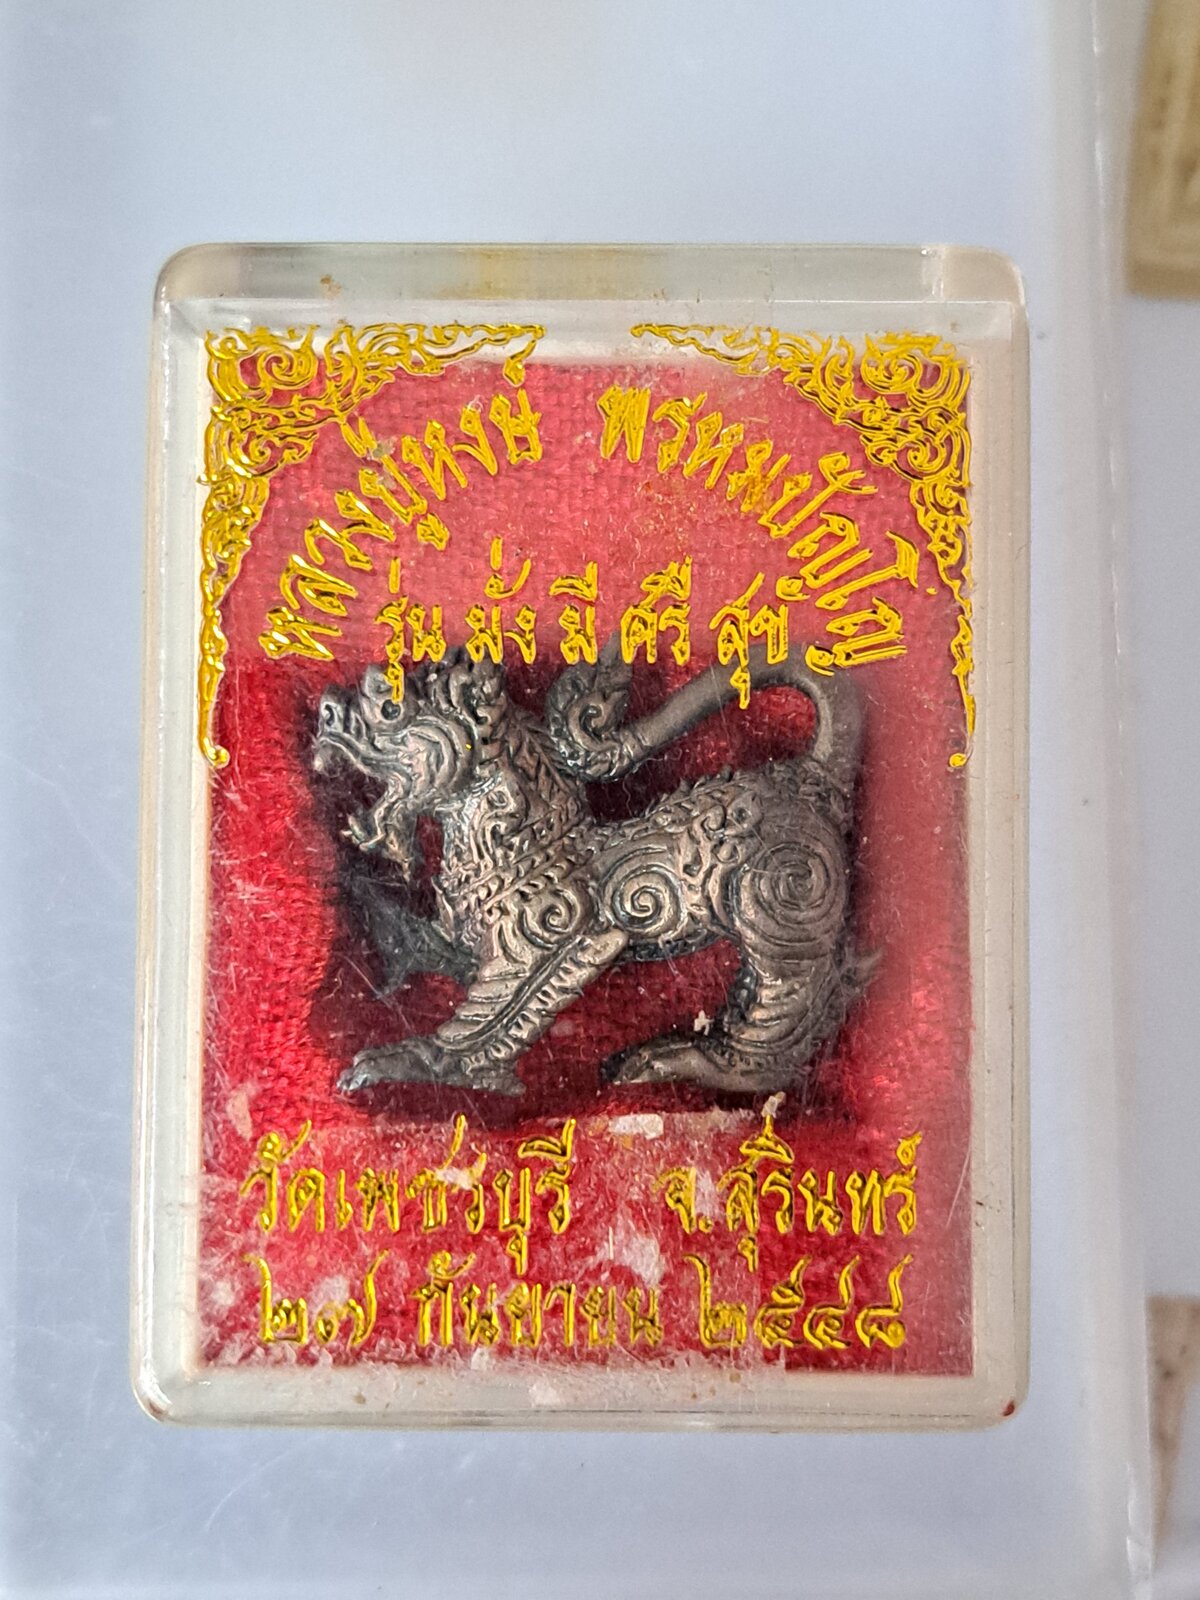 หลวงปู่หงษ์ พรหมปัญโญ
รุ่น มั่ง มี ศรี สุข
วัดเพชรบุรี จ.สุรินทร์
๒๗ กันยายน ๒๕๔๘